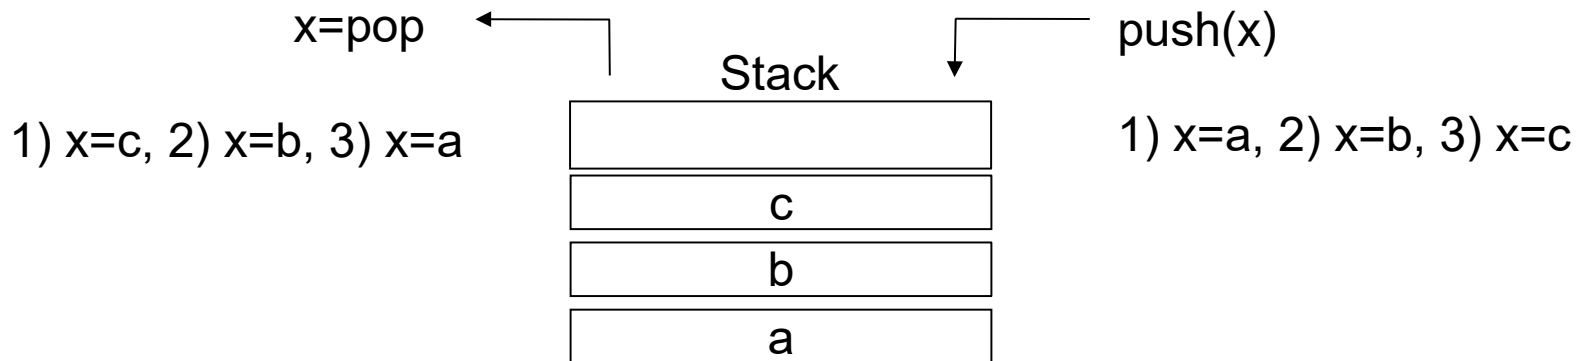 x=pop
push(x)
Stack
1) x=c, 2) x=b, 3) x=a
1) x=a, 2) x=b, 3) x=c
c
b
a